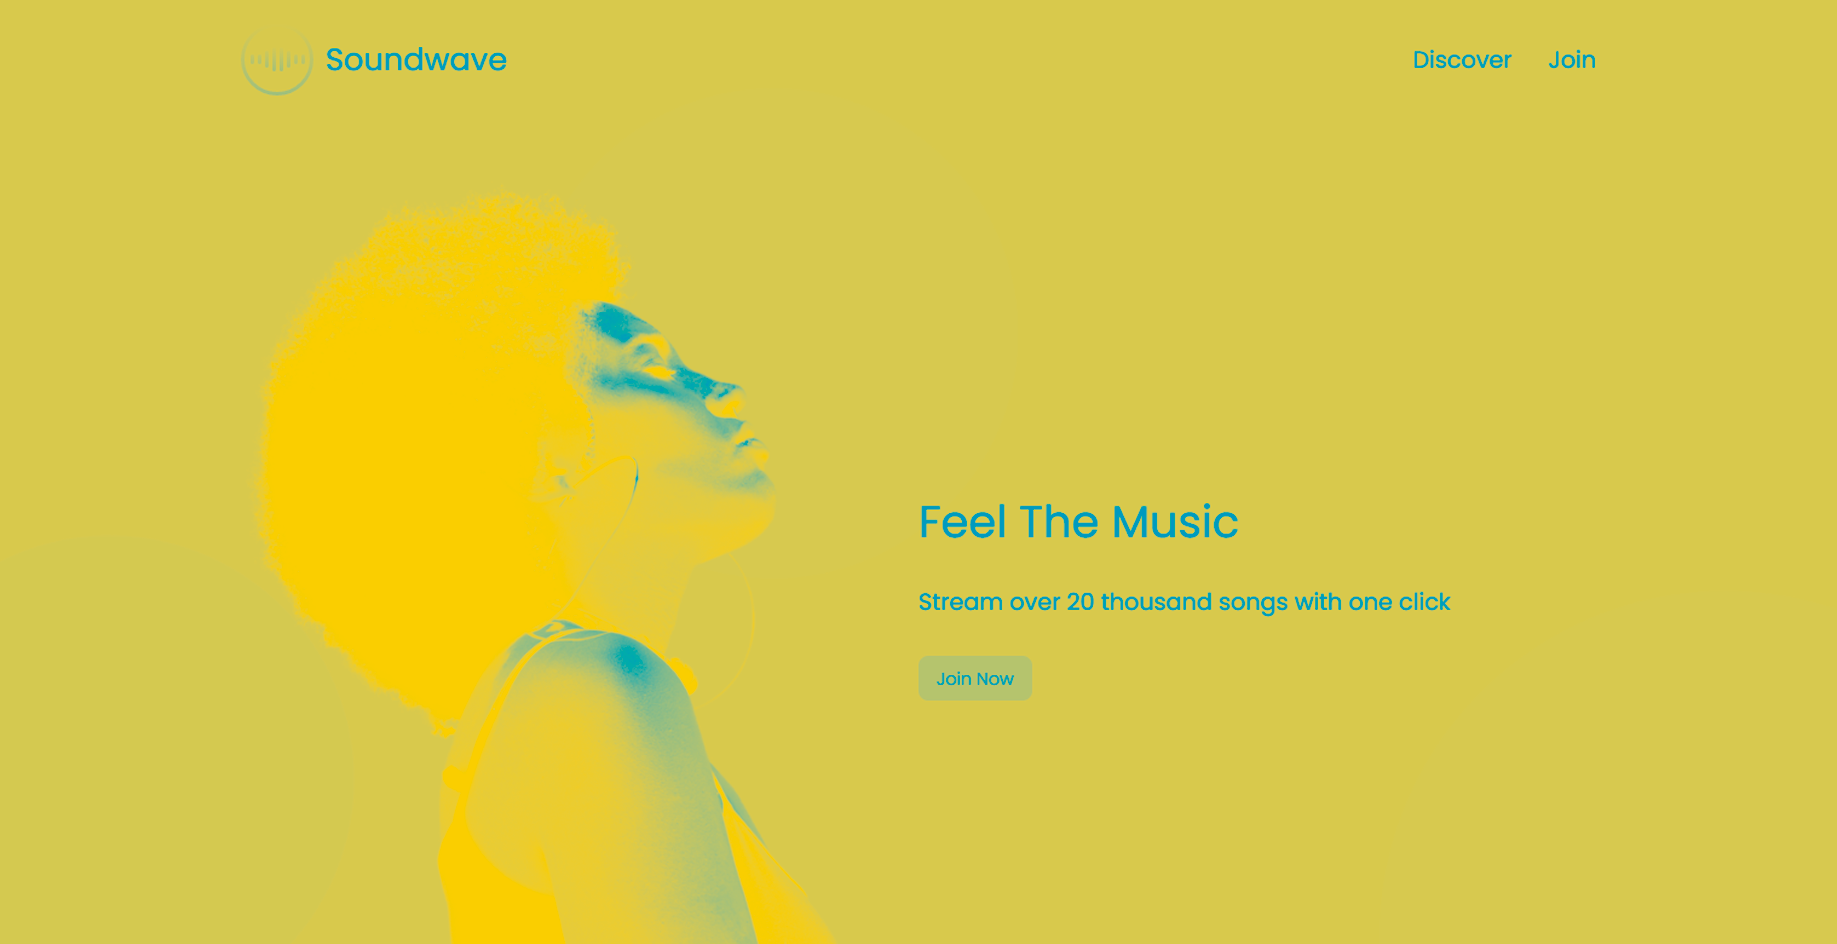 Soundwave
Discover
Join
Feel The Music
Stream over 20 thousand songs with one click
Join Now